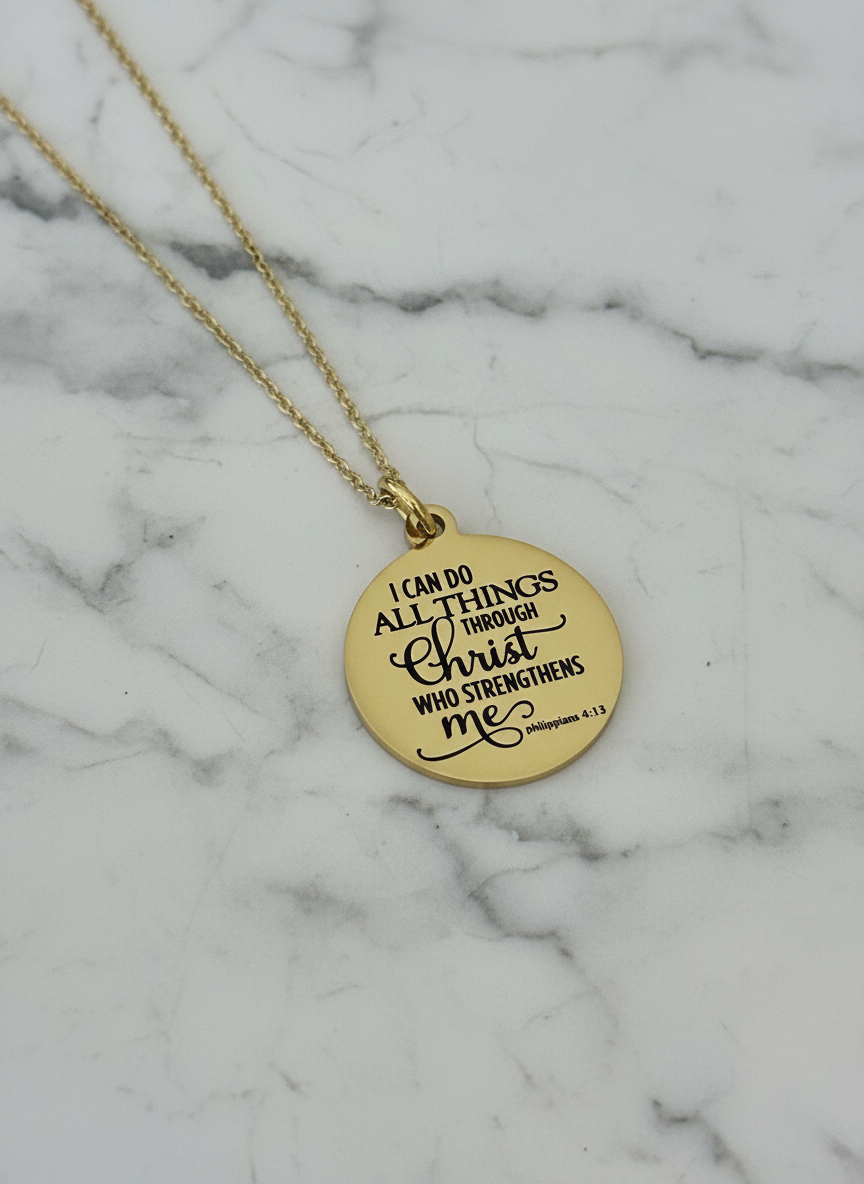 I CAN DO
ALL THINGS
THROUGH
Christ
WHO STRENGTHENS
me
philippians 4:13